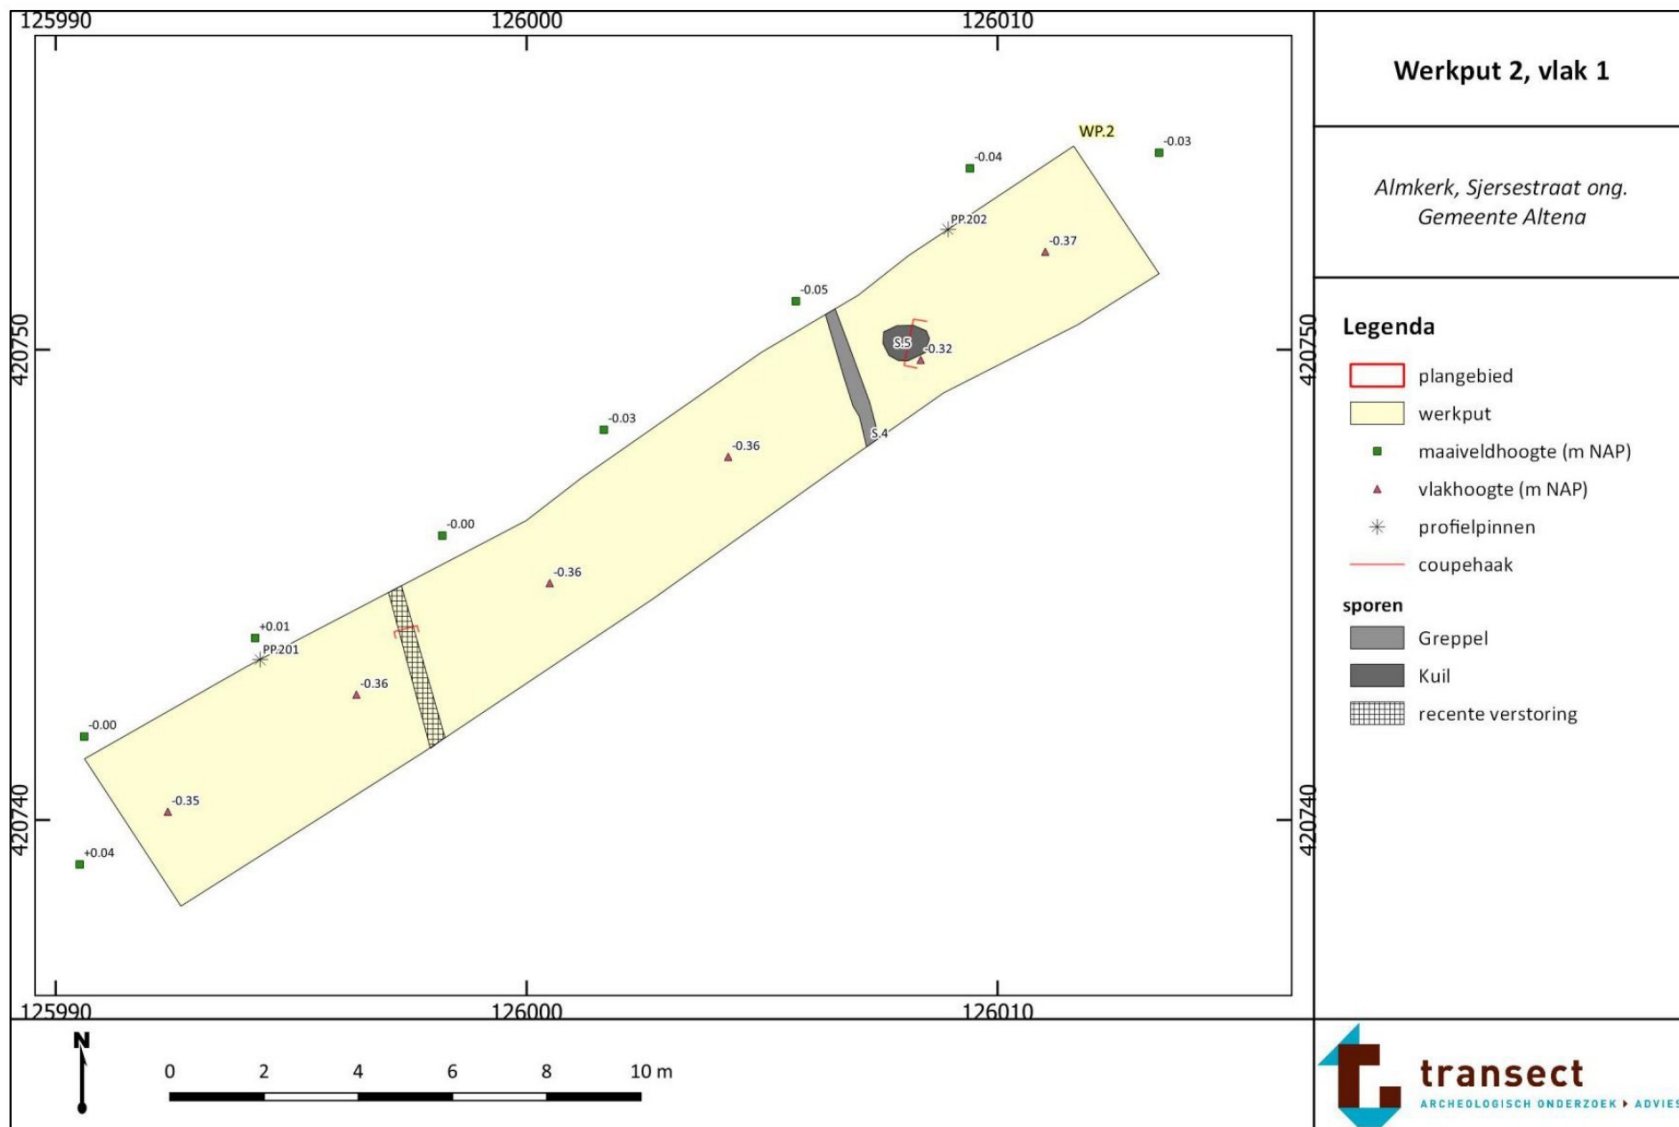 125990
126000
126010
WP.2
-0.03
-0.04
PP.202
-0.37
-0.05
420750
420750
S.5
-0.32
-0.03
S.4
-0.36
-0.00
-0.36
+0.01
PP.201
-0.36
-0.00
-0.35
420740
420740
+0.04
125990
126000
126010
N
0 2 4 6 8 10 m
Werkput 2, vlak 1
Almkerk, Sjersestraat ong.
Gemeente Altena
Legenda
plangebied
werkput
maaiveldhoogte (m NAP)
vlakhoogte (m NAP)
profielpinnen
coupehaak
sporen
Greppel
Kuil
recente verstoring
transect
ARCHEOLOGISCH ONDERZOEK ▸ ADVIES